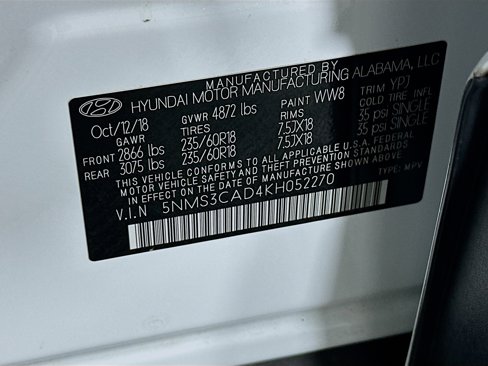 MANUFACTURED BY
HYUNDAI MOTOR MANUFACTURING ALABAMA, LLC
Oct/12/18 GVWR 4872 lbs PAINT WW8 TRIM YPJ
GAWR TIRES RIMS COLD TIRE INFL
FRONT 2866 lbs 235/60R18 7.5JX18 35 psi SINGLE
REAR 3075 lbs 235/60R18 7.5JX18 35 psi SINGLE
THIS VEHICLE CONFORMS TO ALL APPLICABLE U.S.A. FEDERAL
MOTOR VEHICLE SAFETY AND THEFT PREVENTION STANDARDS
IN EFFECT ON THE DATE OF MANUFACTURE SHOWN ABOVE.
V.I.N 5NMS3CAD4KH052270 TYPE: MPV